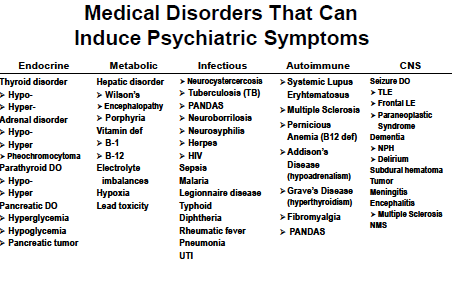 Medical Disorders That Can
Induce Psychiatric Symptoms
Endocrine
Thyroid disorder
➢ Hypo-
➢ Hyper-
Adrenal disorder
➢ Hypo-
➢ Hyper
➢ Pheochromocytoma
Parathyroid DO
➢ Hypo-
➢ Hyper
Pancreatic DO
➢ Hyperglycemia
➢ Hypoglycemia
➢ Pancreatic tumor
Metabolic
Hepatic disorder
➢ Wilson's
➢ Encephalopathy
➢ Porphyria
Vitamin def
➢ B-1
➢ B-12
Electrolyte
imbalances
Hypoxia
Lead toxicity
Infectious
➢ Neurocystercercosis
➢ Tuberculosis (TB)
➢ PANDAS
➢ Neuroborrilosis
➢ Neurosyphilis
➢ Herpes
➢ HIV
Sepsis
Malaria
Legionnaire disease
Typhoid
Diphtheria
Rheumatic fever
Pneumonia
UTI
Autoimmune
➢ Systemic Lupus
Eryhtematosus
➢ Multiple Sclerosis
➢ Pernicious
Anemia (B12 def)
➢ Addison's
Disease
(hypoadrenalism)
➢ Grave's Disease
(hyperthyroidism)
➢ Fibromyalgia
➢ PANDAS
CNS
Seizure DO
➢ TLE
➢ Frontal LE
➢ Paraneoplastic
Syndrome
Dementia
➢ NPH
➢ Delirium
Subdural hematoma
Tumor
Meningitis
Encephalitis
➢ Multiple Sclerosis
NMS